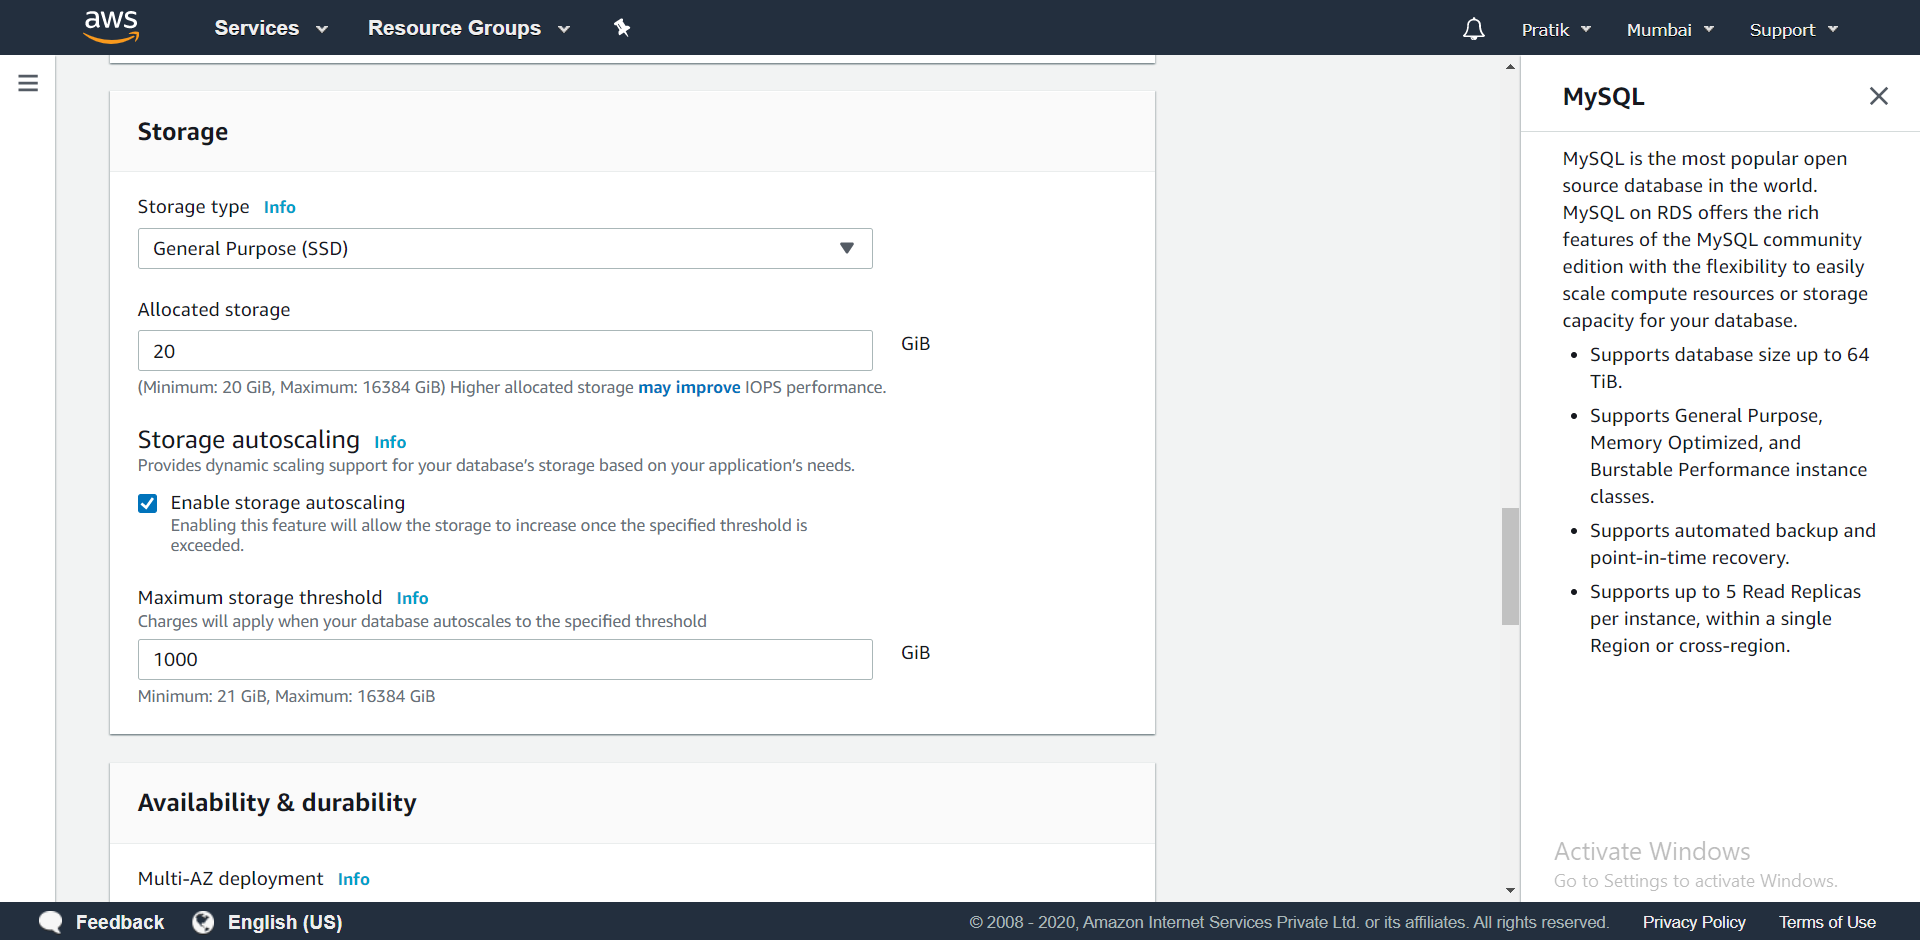 aws
Services
Resource Groups
Pratik
Mumbai
Support
Storage
Storage type Info
General Purpose (SSD)
Allocated storage
20
GiB
(Minimum: 20 GiB, Maximum: 16384 GiB) Higher allocated storage may improve IOPS performance.
Storage autoscaling Info
Provides dynamic scaling support for your database's storage based on your application's needs.
Enable storage autoscaling
Enabling this feature will allow the storage to increase once the specified threshold is
exceeded.
Maximum storage threshold Info
Charges will apply when your database autoscales to the specified threshold
1000
GiB
Minimum: 21 GiB, Maximum: 16384 GiB
Availability & durability
Multi-AZ deployment Info
MySQL
MySQL is the most popular open
source database in the world.
MySQL on RDS offers the rich
features of the MySQL community
edition with the flexibility to easily
scale compute resources or storage
capacity for your database.
• Supports database size up to 64
TiB.
• Supports General Purpose,
Memory Optimized, and
Burstable Performance instance
classes.
• Supports automated backup and
point-in-time recovery.
• Supports up to 5 Read Replicas
per instance, within a single
Region or cross-region.
Activate Windows
Go to Settings to activate Windows.
Feedback
English (US)
© 2008 - 2020, Amazon Internet Services Private Ltd. or its affiliates. All rights reserved.
Privacy Policy
Terms of Use